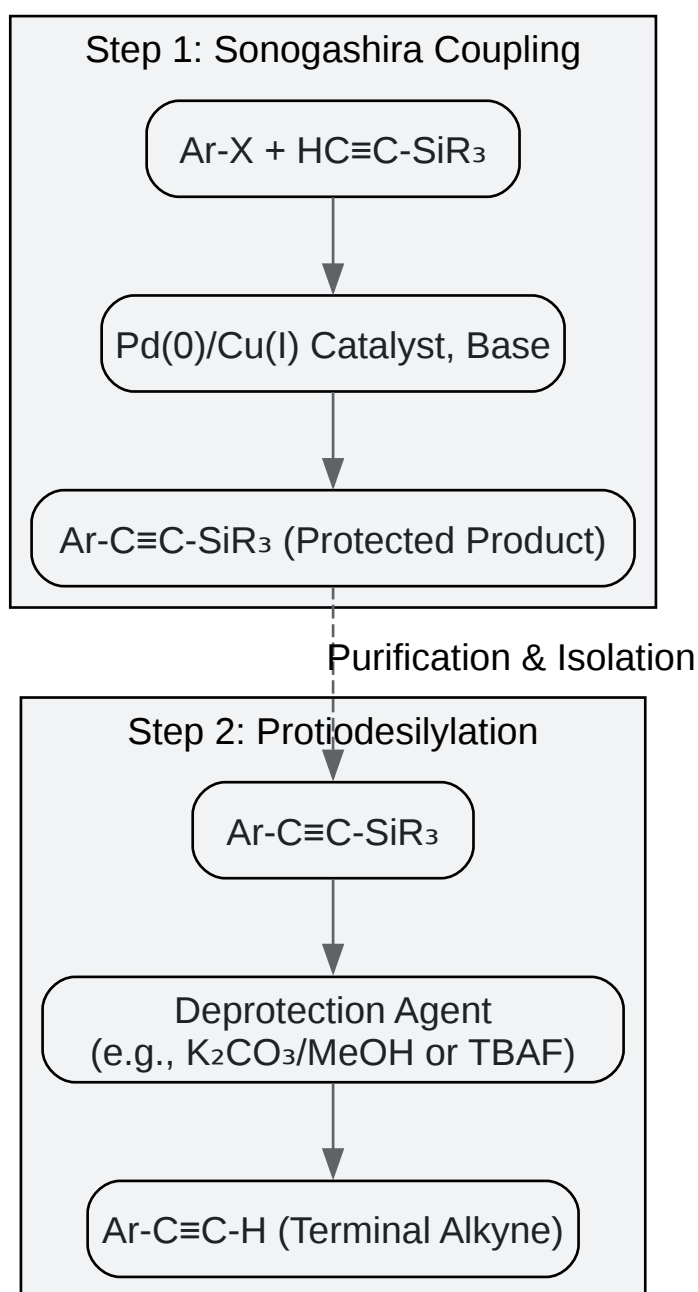 Step 1: Sonogashira Coupling
Ar-X + HC≡C-SiR₃
Pd(0)/Cu(I) Catalyst, Base
Ar-C≡C-SiR₃ (Protected Product)
Purification & Isolation
Step 2: Protiodesilylation
Ar-C≡C-SiR₃
Deprotection Agent
(e.g., K₂CO₃/MeOH or TBAF)
Ar-C≡C-H (Terminal Alkyne)